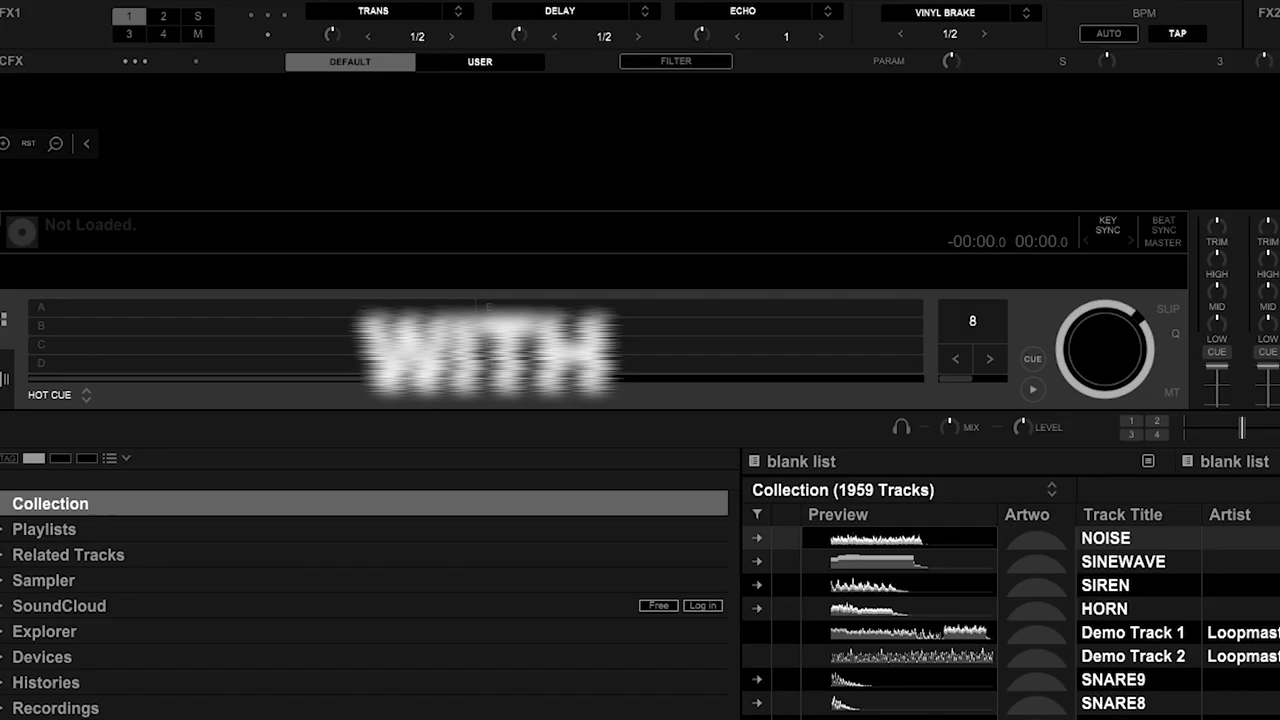 FX1 1 2 S TRANS DELAY ECHO VINYL BRAKE BPM FX2
3 4 M < 1/2 > < 1/2 > < 1 > < 1/2 > AUTO TAP
CFX DEFAULT USER FILTER PARAM S 3
RST <
Not Loaded.
-00:00.0 00:00.0
KEY SYNC
BEAT SYNC
MASTER
TRIM TRIM
HIGH HIGH
MID MID
LOW LOW
CUE CUE
A E
B
C
D
WITH
8
< >
CUE
SLIP
Q
MT
HOT CUE
MIX LEVEL 1 2
3 4
TAG
blank list blank list
Collection Collection (1959 Tracks)
Playlists Preview Artwo Track Title Artist
Related Tracks NOISE
Sampler SINEWAVE
SoundCloud Free Log in SIREN
HORN
Explorer Demo Track 1 Loopmast
Devices Demo Track 2 Loopmast
Histories SNARE9
Recordings SNARE8